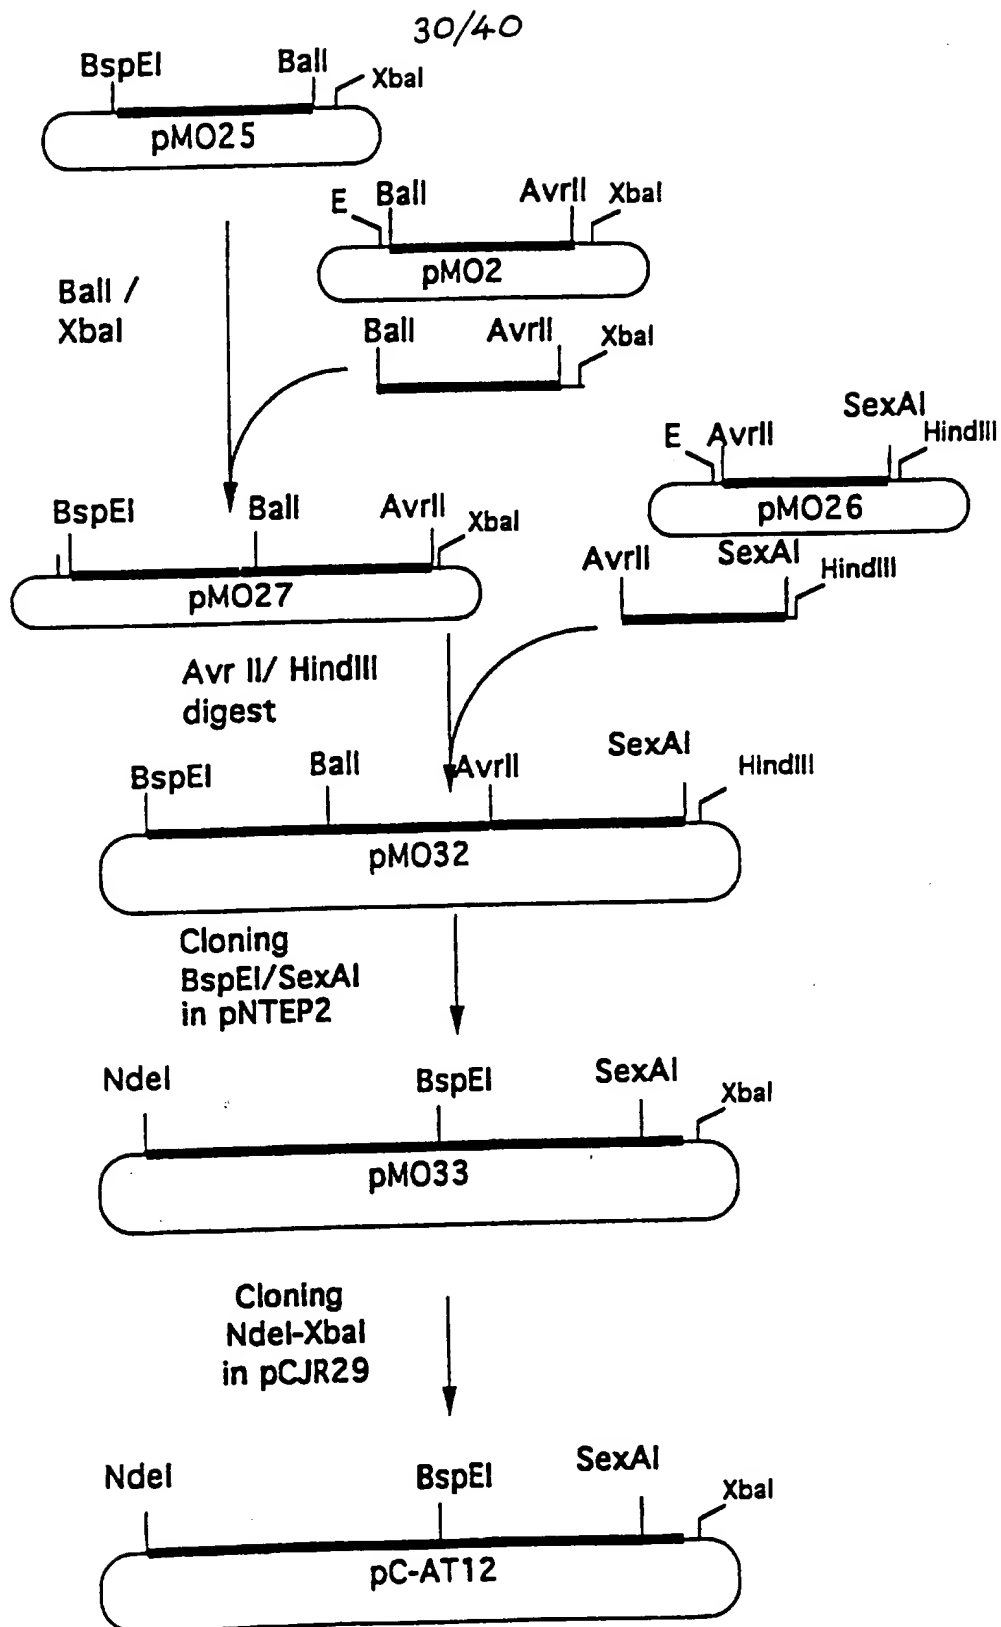 30/40
BspEI BalI XbaI
pMO25
E BalI AvrII XbaI
pMO2
BalI /
XbaI
BalI AvrII XbaI
E AvrII SexAI HindIII
pMO26
BspEI BalI AvrII XbaI
pMO27
AvrII SexAI HindIII
Avr II/ HindIII
digest
BspEI BalI AvrII SexAI HindIII
pMO32
Cloning
BspEI/SexAI
in pNTEP2
NdeI BspEI SexAI XbaI
pMO33
Cloning
NdeI-XbaI
in pCJR29
NdeI BspEI SexAI XbaI
pC-AT12